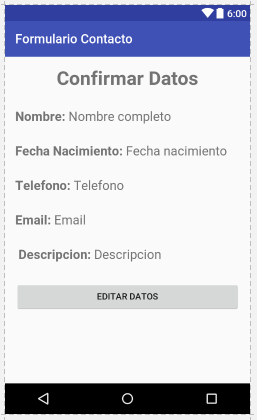 6:00
Formulario Contacto
Confirmar Datos
Nombre: Nombre completo
Fecha Nacimiento: Fecha nacimiento
Telefono: Telefono
Email: Email
Descripcion: Descripcion
EDITAR DATOS